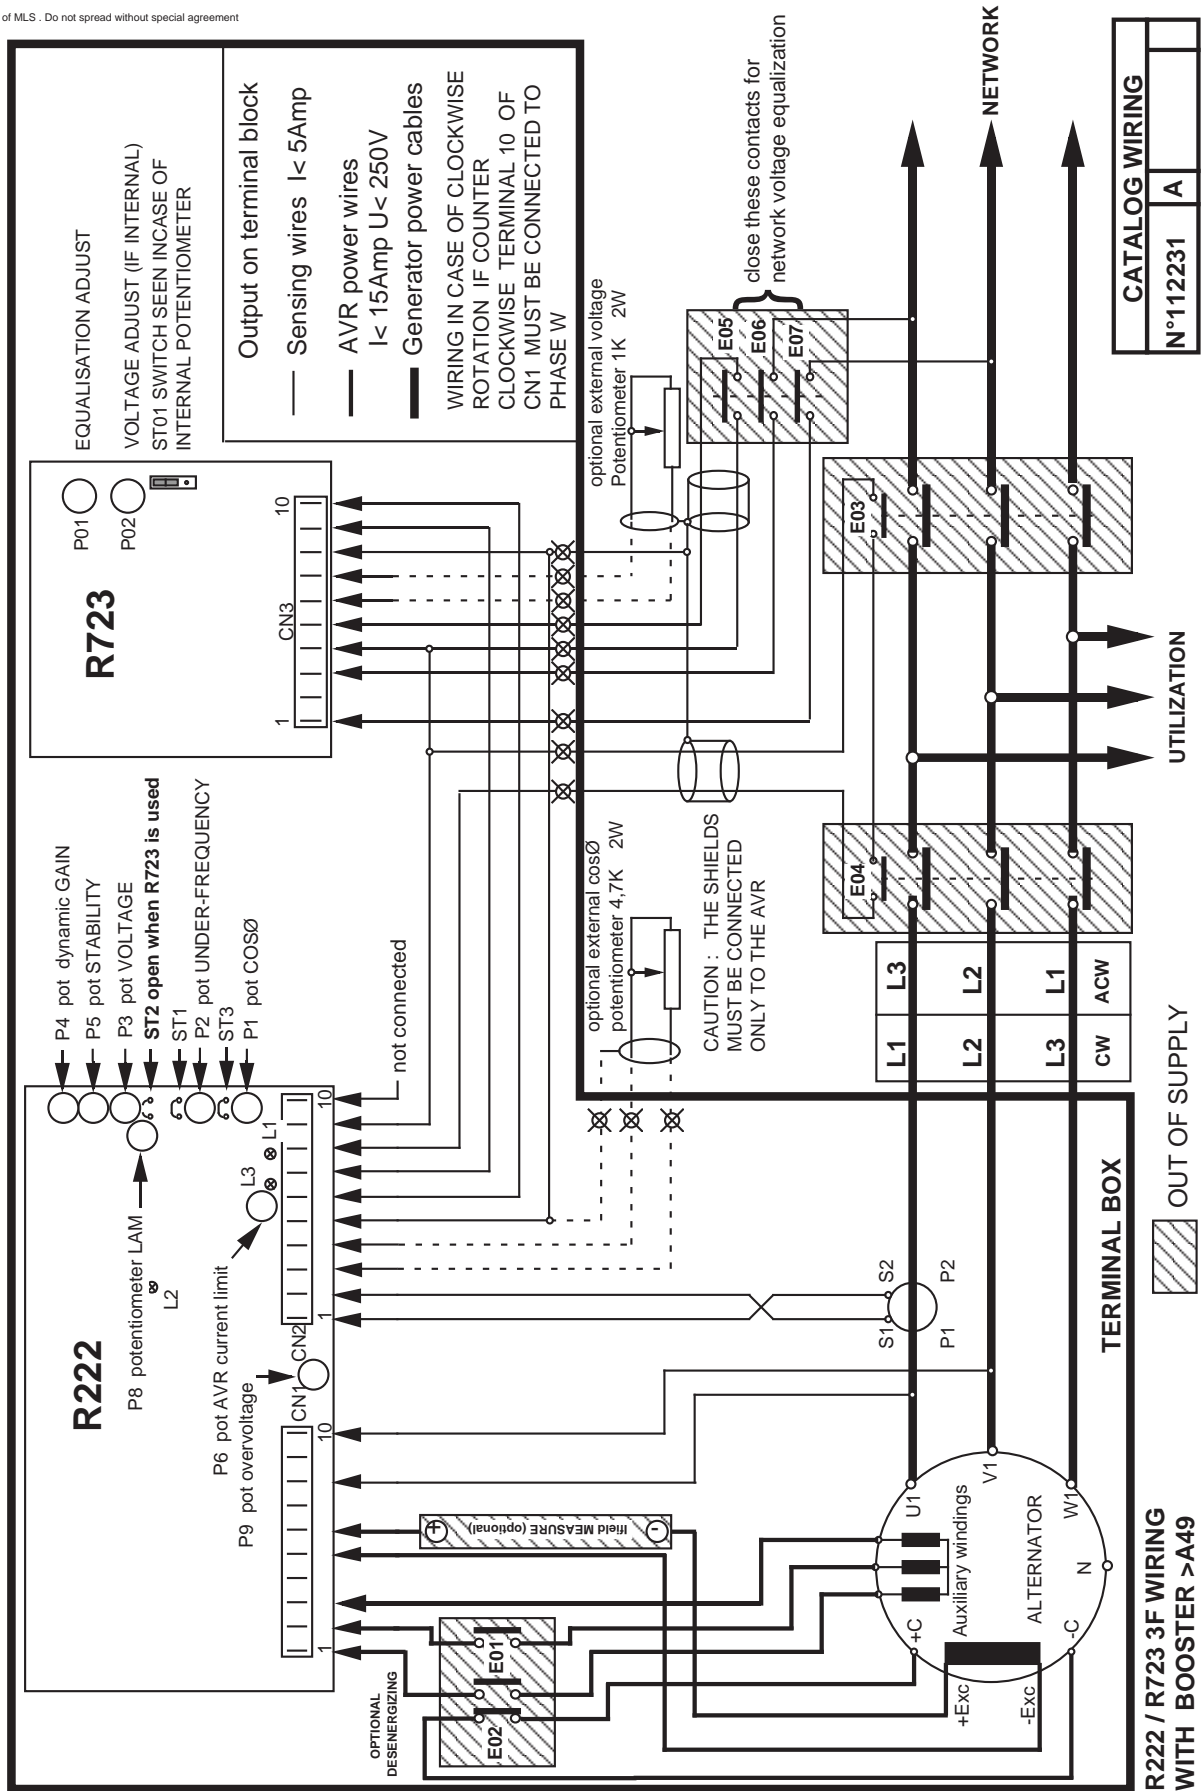 of MLS . Do not spread without special agreement
R222
P8 potentiometer LAM
L2
P6 pot AVR current limit
P9 pot overvoltage
P4 pot dynamic GAIN
P5 pot STABILITY
P3 pot VOLTAGE
ST2 open when R723 is used
ST1
P2 pot UNDER-FREQUENCY
ST3
P1 pot COSØ
L3
L1
1
CN1
10
1
CN2
10
not connected
R723
P01
P02
1
CN3
10
EQUALISATION ADJUST
VOLTAGE ADJUST (IF INTERNAL)
ST01 SWITCH SEEN INCASE OF
INTERNAL POTENTIOMETER
Output on terminal block
Sensing wires I< 5Amp
AVR power wires
I< 15Amp U< 250V
Generator power cables
WIRING IN CASE OF CLOCKWISE
ROTATION IF COUNTER
CLOCKWISE TERMINAL 10 OF
CN1 MUST BE CONNECTED TO
PHASE W
optional external cosØ
potentiometer 4,7K 2W
CAUTION : THE SHIELDS
MUST BE CONNECTED
ONLY TO THE AVR
optional external voltage
Potentiometer 1K 2W
close these contacts for
network voltage equalization
E05
E06
E07
E03
E04
NETWORK
UTILIZATION
OPTIONAL
DESENERGIZING
E01
E02
+
Ifield MEASURE (optional)
-
S1
S2
P1
P2
+C
U1
V1
W1
N
-C
Auxiliary windings
ALTERNATOR
+Exc
-Exc
L1 L3
L2 L2
L3 L1
CW ACW
TERMINAL BOX
OUT OF SUPPLY
R222 / R723 3F WIRING
WITH BOOSTER >A49
CATALOG WIRING
N°112231 A